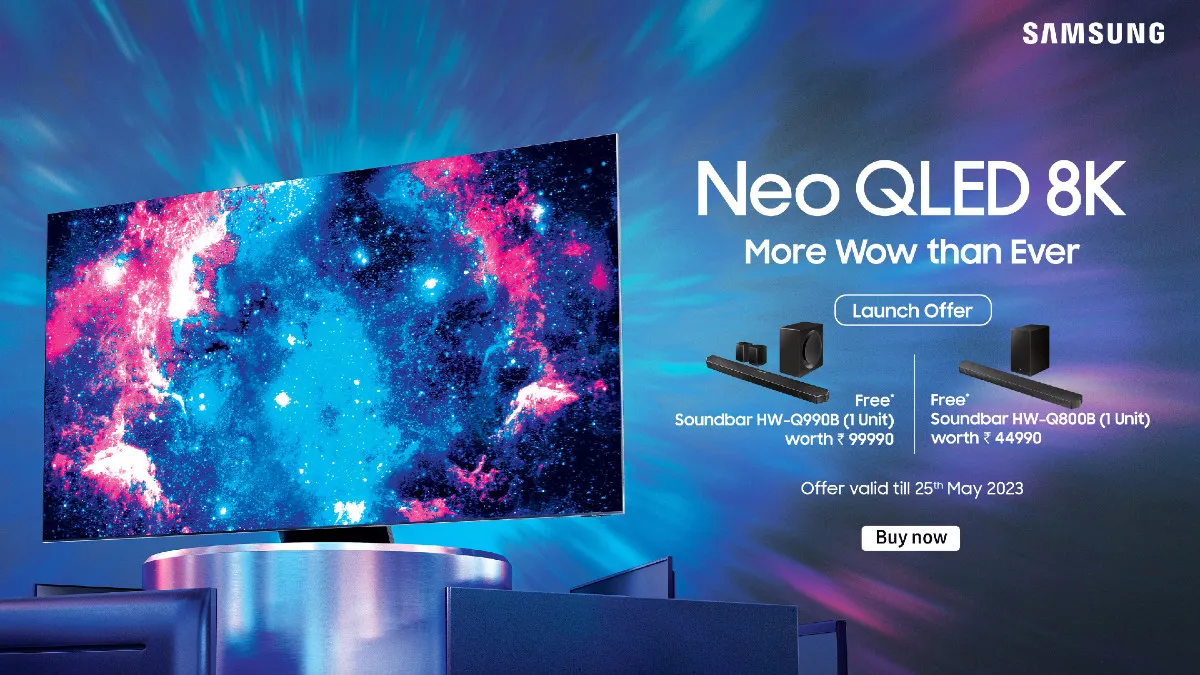 SAMSUNG
Neo QLED 8K
More Wow than Ever
Launch Offer
Free*
Soundbar HW-Q990B (1 Unit)
worth ₹ 99990
Free*
Soundbar HW-Q800B (1 Unit)
worth ₹ 44990
Offer valid till 25th May 2023
Buy now